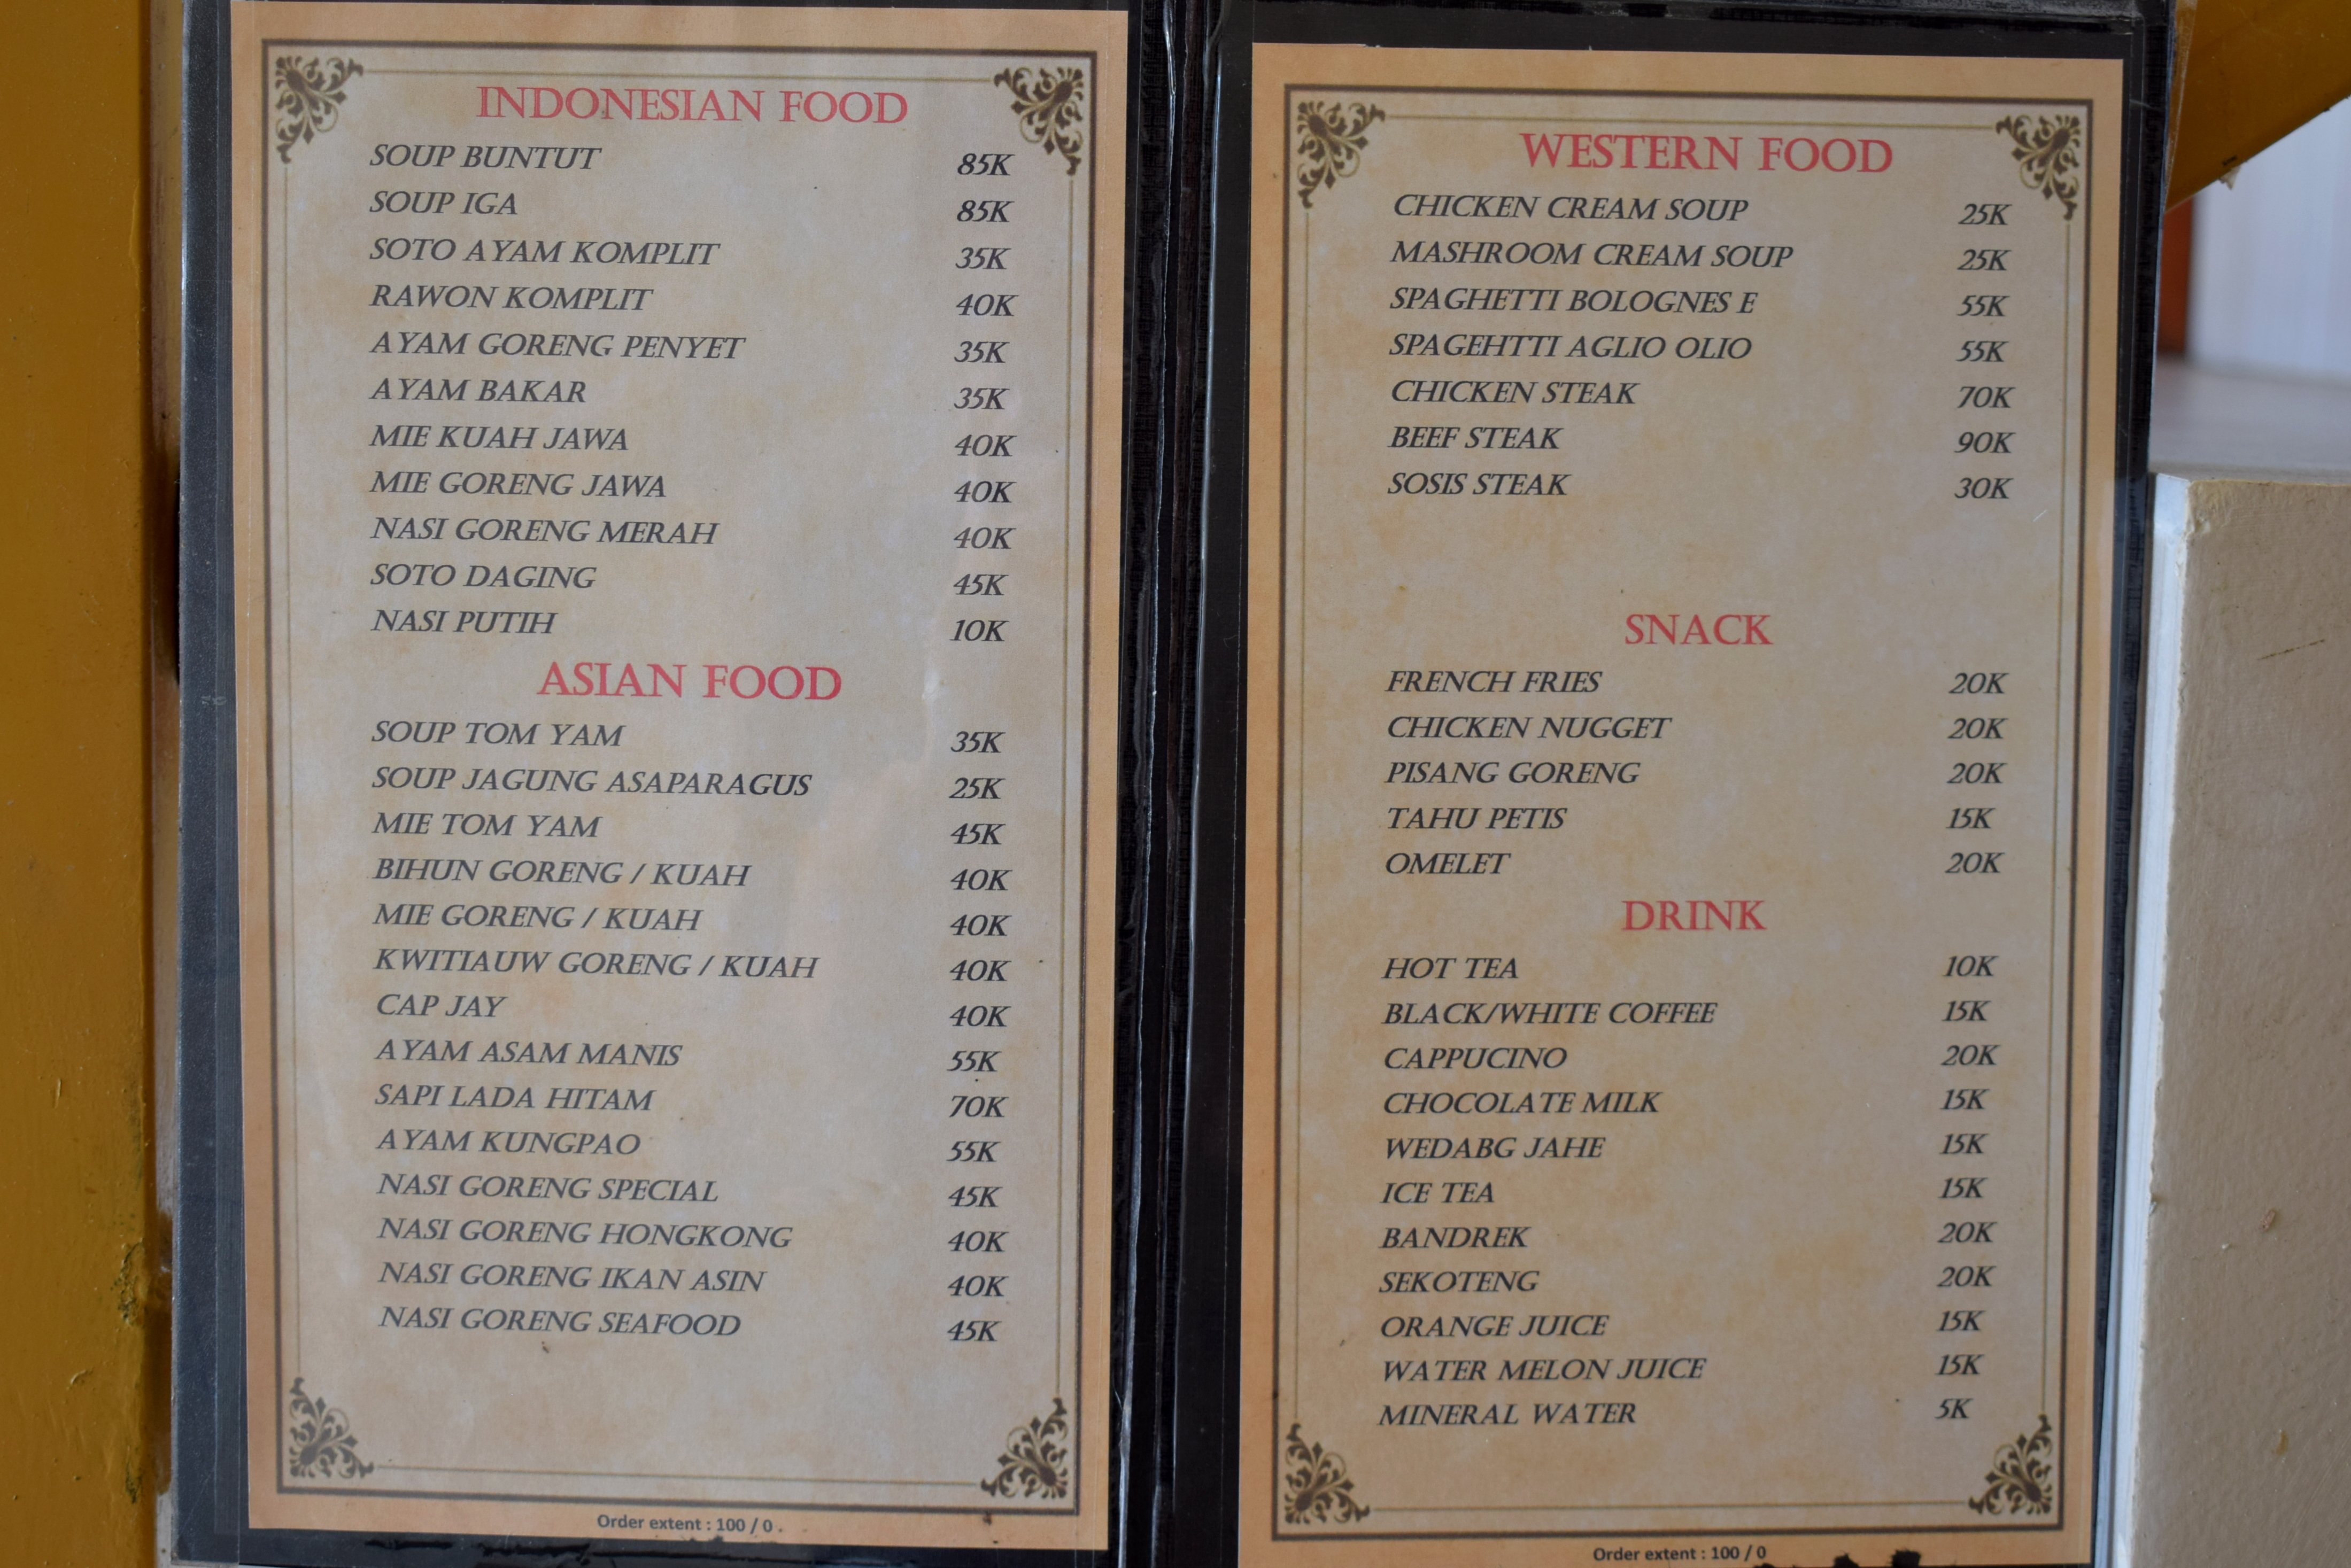 INDONESIAN FOOD
SOUP BUNTUT 85K
SOUP IGA 85K
SOTO AYAM KOMPLIT 35K
RAWON KOMPLIT 40K
AYAM GORENG PENYET 35K
AYAM BAKAR 35K
MIE KUAH JAWA 40K
MIE GORENG JAWA 40K
NASI GORENG MERAH 40K
SOTO DAGING 45K
NASI PUTIH 10K
ASIAN FOOD
SOUP TOM YAM 35K
SOUP JAGUNG ASAPARAGUS 25K
MIE TOM YAM 45K
BIHUN GORENG / KUAH 40K
MIE GORENG / KUAH 40K
KWITIAUW GORENG / KUAH 40K
CAP JAY 40K
AYAM ASAM MANIS 55K
SAPI LADA HITAM 70K
AYAM KUNGPAO 55K
NASI GORENG SPECIAL 45K
NASI GORENG HONGKONG 40K
NASI GORENG IKAN ASIN 40K
NASI GORENG SEAFOOD 45K
Order extent : 100 / 0
WESTERN FOOD
CHICKEN CREAM SOUP 25K
MASHROOM CREAM SOUP 25K
SPAGHETTI BOLOGNES E 55K
SPAGEHTTI AGLIO OLIO 55K
CHICKEN STEAK 70K
BEEF STEAK 90K
SOSIS STEAK 30K
SNACK
FRENCH FRIES 20K
CHICKEN NUGGET 20K
PISANG GORENG 20K
TAHU PETIS 15K
OMELET 20K
DRINK
HOT TEA 10K
BLACK/WHITE COFFEE 15K
CAPPUCINO 20K
CHOCOLATE MILK 15K
WEDABG JAHE 15K
ICE TEA 15K
BANDREK 20K
SEKOTENG 20K
ORANGE JUICE 15K
WATER MELON JUICE 15K
MINERAL WATER 5K
Order extent : 100 / 0